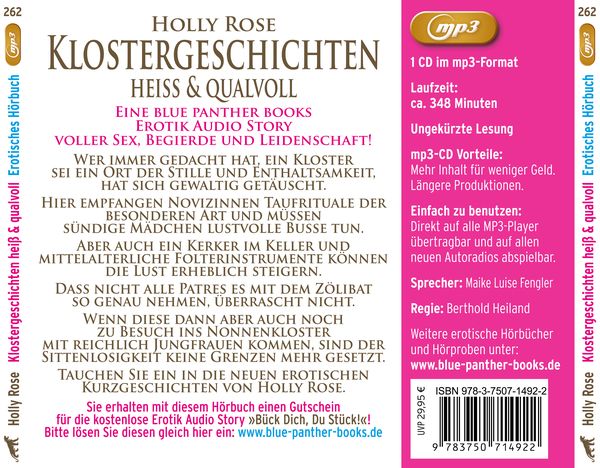 262
mp3
Holly Rose Klostergeschichten heiß & qualvoll Erotisches Hörbuch
Holly Rose
Klostergeschichten
heiss & qualvoll
Eine blue panther books
Erotik Audio Story
voller Sex, Begierde und Leidenschaft!
Wer immer gedacht hat, ein Kloster
sei ein Ort der Stille und Enthaltsamkeit,
hat sich gewaltig getäuscht.
Hier empfangen Novizinnen Taufrituale der
besonderen Art und müssen
sündige Mädchen lustvolle Busse tun.
Aber auch ein Kerker im Keller und
mittelalterliche Folterinstrumente können
die Lust erheblich steigern.
Dass nicht alle Patres es mit dem Zölibat
so genau nehmen, überrascht nicht.
Wenn diese dann aber auch noch
zu Besuch ins Nonnenkloster
mit reichlich Jungfrauen kommen, sind der
Sittenlosigkeit keine Grenzen mehr gesetzt.
Tauchen Sie ein in die neuen erotischen
Kurzgeschichten von Holly Rose.
Sie erhalten mit diesem Hörbuch einen Gutschein
für die kostenlose Erotik Audio Story »Bück Dich, Du Stück!«!
Bitte lösen Sie diesen gleich hier ein: www.blue-panther-books.de
mp3
1 CD im mp3-Format
Laufzeit:
ca. 348 Minuten
Ungekürzte Lesung
mp3-CD Vorteile:
Mehr Inhalt für weniger Geld.
Längere Produktionen.
Einfach zu benutzen:
Direkt auf alle MP3-Player
übertragbar und auf allen
neuen Autoradios abspielbar.
Sprecher: Maike Luise Fengler
Regie: Berthold Heiland
Weitere erotische Hörbücher
und Hörproben unter:
www.blue-panther-books.de
UVP 29,95 €
ISBN 978-3-7507-1492-2
9 783750 714922
262
mp3
Holly Rose Klostergeschichten heiß & qualvoll Erotisches Hörbuch